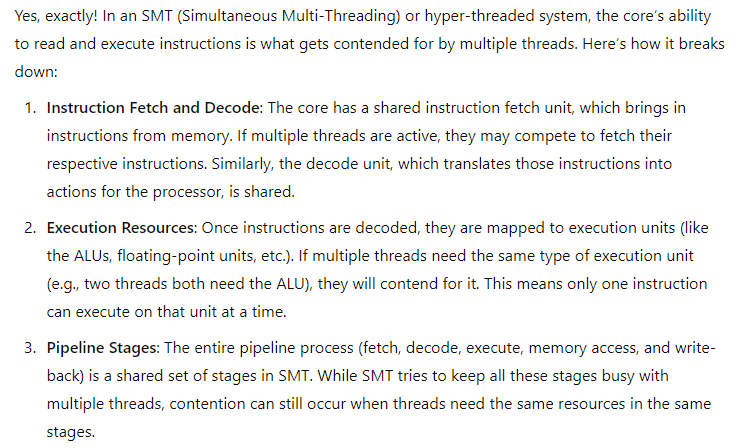 Yes, exactly! In an SMT (Simultaneous Multi-Threading) or hyper-threaded system, the core's ability
to read and execute instructions is what gets contended for by multiple threads. Here's how it breaks
down:
1. Instruction Fetch and Decode: The core has a shared instruction fetch unit, which brings in
instructions from memory. If multiple threads are active, they may compete to fetch their
respective instructions. Similarly, the decode unit, which translates those instructions into
actions for the processor, is shared.
2. Execution Resources: Once instructions are decoded, they are mapped to execution units (like
the ALUs, floating-point units, etc.). If multiple threads need the same type of execution unit
(e.g., two threads both need the ALU), they will contend for it. This means only one instruction
can execute on that unit at a time.
3. Pipeline Stages: The entire pipeline process (fetch, decode, execute, memory access, and write-
back) is a shared set of stages in SMT. While SMT tries to keep all these stages busy with
multiple threads, contention can still occur when threads need the same resources in the same
stages.